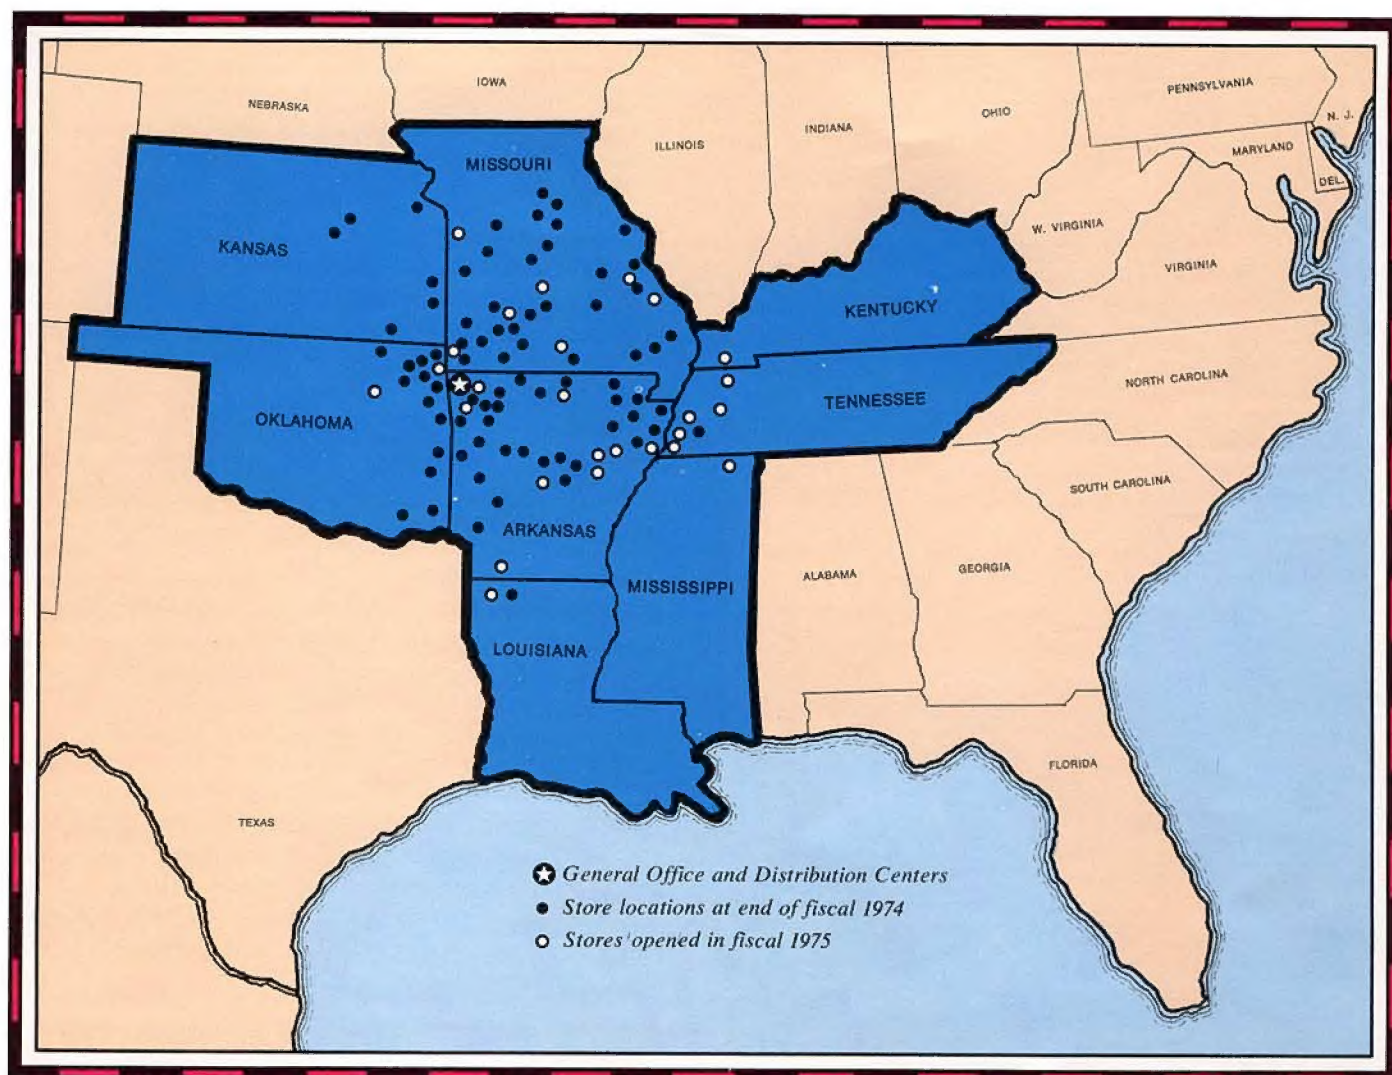 IOWA
NEBRASKA
PENNSYLVANIA
OHIO
N. J.
INDIANA
ILLINOIS
MARYLAND
MISSOURI
DEL.
W. VIRGINIA
KANSAS
VIRGINIA
KENTUCKY
NORTH CAROLINA
TENNESSEE
OKLAHOMA
SOUTH CAROLINA
ARKANSAS
GEORGIA
ALABAMA
MISSISSIPPI
LOUISIANA
FLORIDA
TEXAS
General Office and Distribution Centers
Store locations at end of fiscal 1974
Stores opened in fiscal 1975